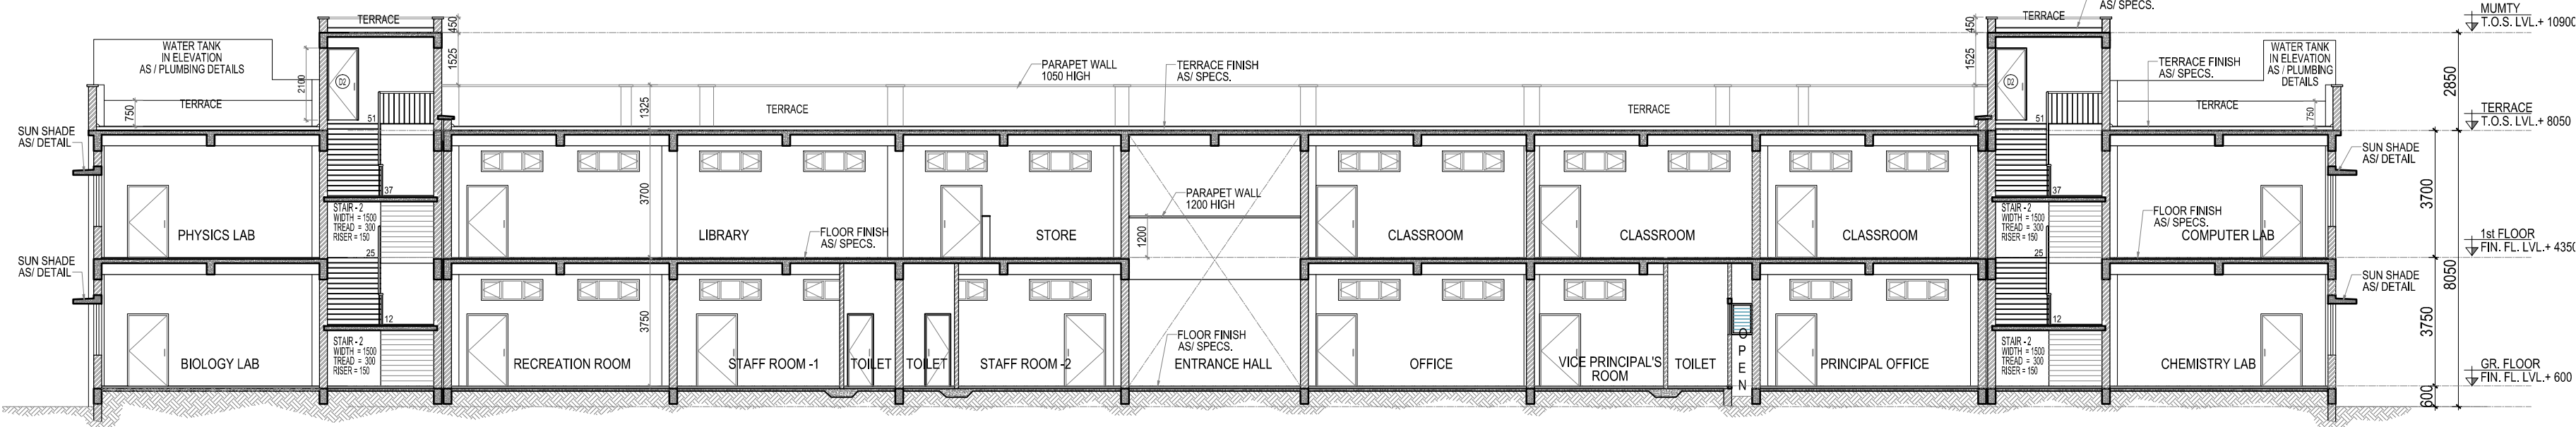 TERRACE
450
WATER TANK
IN ELEVATION
AS / PLUMBING DETAILS
1525
2100
D2
TERRACE
750
51
1325
TERRACE
PARAPET WALL
1050 HIGH
TERRACE FINISH
AS/ SPECS.
TERRACE
AS/ SPECS.
TERRACE
450
1525
D2
51
TERRACE FINISH
AS/ SPECS.
WATER TANK
IN ELEVATION
AS / PLUMBING
DETAILS
TERRACE
750
MUMTY
T.O.S. LVL.+ 10900
2850
TERRACE
T.O.S. LVL.+ 8050
SUN SHADE
AS/ DETAIL
PHYSICS LAB
37
STAIR - 2
WIDTH = 1500
TREAD = 300
RISER = 150
25
3700
LIBRARY
FLOOR FINISH
AS/ SPECS.
STORE
PARAPET WALL
1200 HIGH
1200
CLASSROOM
CLASSROOM
CLASSROOM
37
STAIR - 2
WIDTH = 1500
TREAD = 300
RISER = 150
25
FLOOR FINISH
AS/ SPECS.
COMPUTER LAB
SUN SHADE
AS/ DETAIL
3700
1st FLOOR
FIN. FL. LVL.+ 4350
8050
SUN SHADE
AS/ DETAIL
BIOLOGY LAB
12
STAIR - 2
WIDTH = 1500
TREAD = 300
RISER = 150
RECREATION ROOM
3750
STAFF ROOM -1
TOILET
TOILET
STAFF ROOM -2
FLOOR FINISH
AS/ SPECS.
ENTRANCE HALL
OFFICE
VICE PRINCIPAL'S
ROOM
TOILET
OPEN
PRINCIPAL OFFICE
12
STAIR - 2
WIDTH = 1500
TREAD = 300
RISER = 150
CHEMISTRY LAB
SUN SHADE
AS/ DETAIL
3750
GR. FLOOR
FIN. FL. LVL.+ 600
600